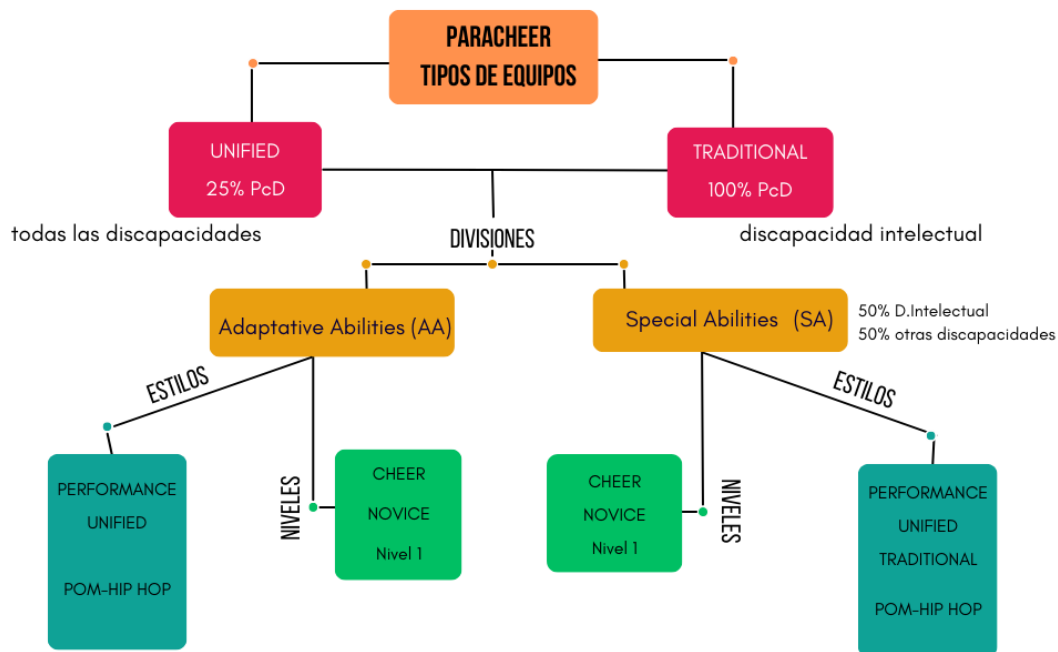 PARACHEER
TIPOS DE EQUIPOS
UNIFIED
25% PcD
TRADITIONAL
100% PcD
todas las discapacidades
discapacidad intelectual
DIVISIONES
Adaptative Abilities (AA)
Special Abilities (SA)
50% D.Intelectual
50% otras discapacidades
ESTILOS
ESTILOS
PERFORMANCE
UNIFIED
POM-HIP HOP
NIVELES
CHEER
NOVICE
Nivel 1
CHEER
NOVICE
Nivel 1
NIVELES
PERFORMANCE
UNIFIED
TRADITIONAL
POM-HIP HOP